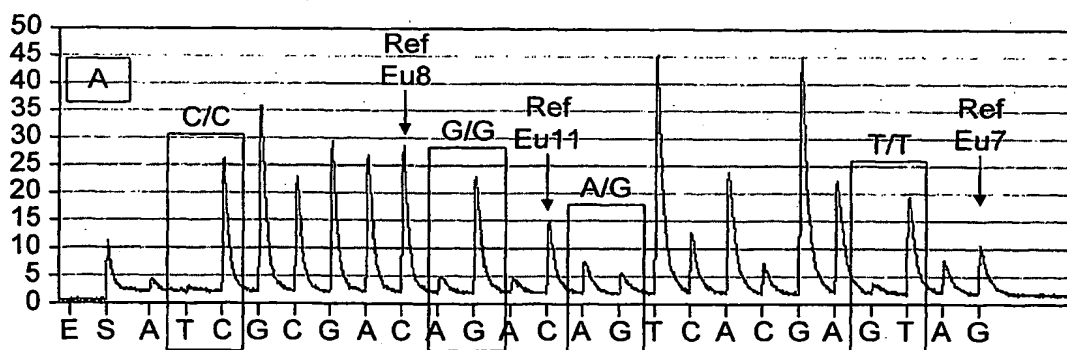 50
45
40
35
30
25
20
15
10
5
0
A
C/C
Ref
Eu8
G/G
Ref
Eu11
A/G
T/T
Ref
Eu7
E S A T C G C G A C A G A C A G T C A C G A G T A G